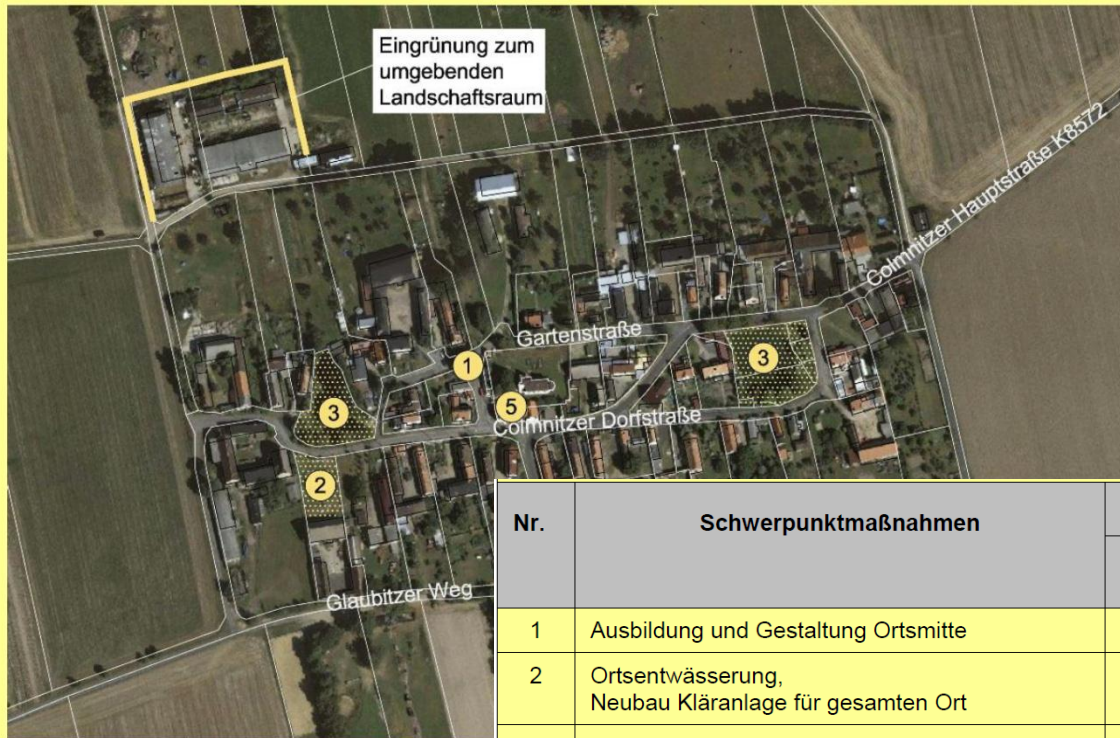 Eingrünung zum
umgebenden
Landschaftsraum
Colmnitzer Hauptstraße K8572
Gartenstraße
1
3
3
5
Colmnitzer Dorfstraße
2
Glaubitzer Weg
Nr.
Schwerpunktmaßnahmen
1
Ausbildung und Gestaltung Ortsmitte
2
Ortsentwässerung,
Neubau Kläranlage für gesamten Ort